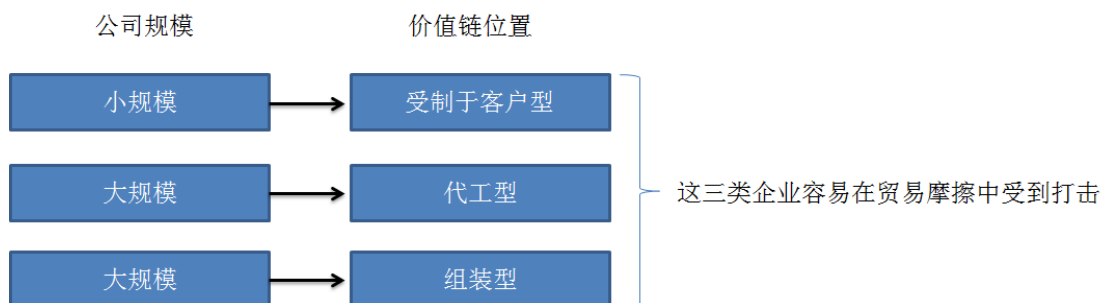 公司规模 价值链位置
小规模 受制于客户型
大规模 代工型
这三类企业容易在贸易摩擦中受到打击
大规模 组装型